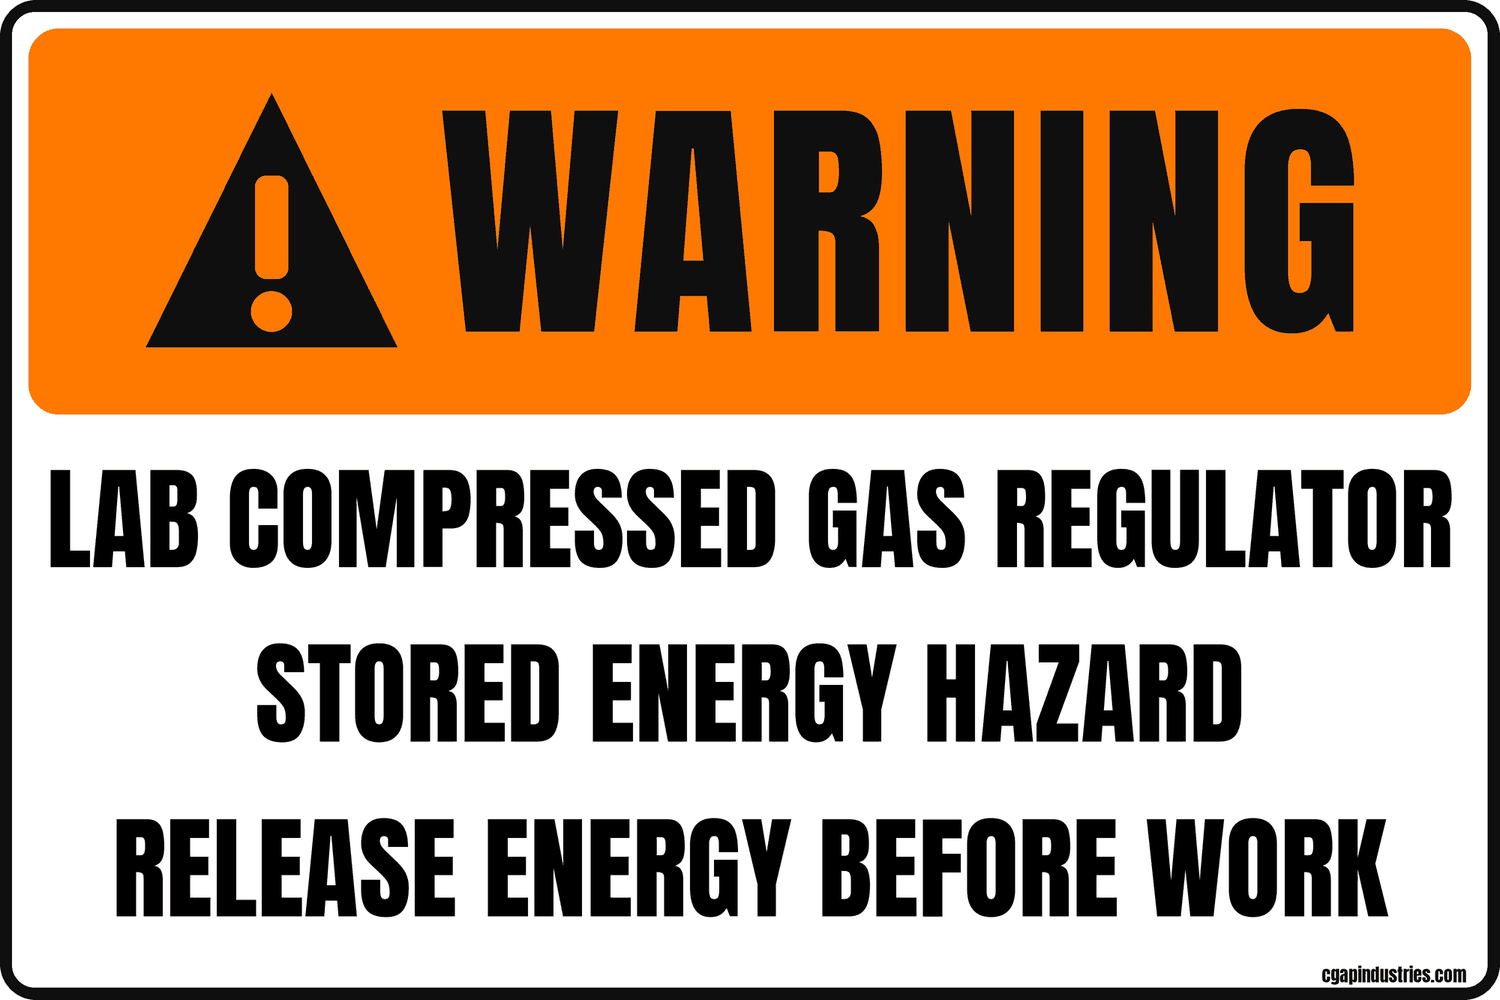 WARNING
LAB COMPRESSED GAS REGULATOR
STORED ENERGY HAZARD
RELEASE ENERGY BEFORE WORK
cgapindustries.com